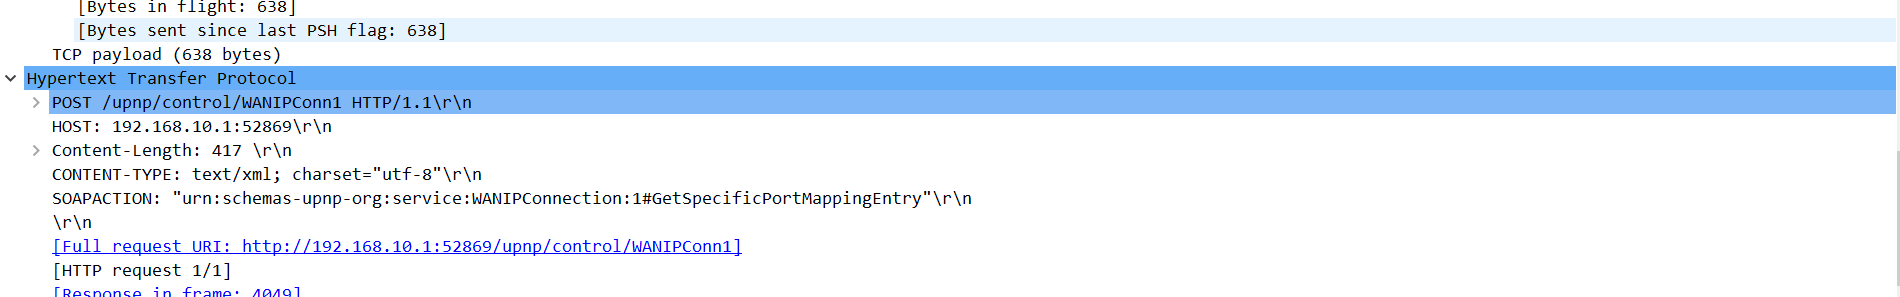 [Bytes in flight: 638]
[Bytes sent since last PSH flag: 638]
TCP payload (638 bytes)
Hypertext Transfer Protocol
POST /upnp/control/WANIPConn1 HTTP/1.1\r\n
HOST: 192.168.10.1:52869\r\n
Content-Length: 417 \r\n
CONTENT-TYPE: text/xml; charset="utf-8"\r\n
SOAPACTION: "urn:schemas-upnp-org:service:WANIPConnection:1#GetSpecificPortMappingEntry"\r\n
\r\n
[Full request URI: http://192.168.10.1:52869/upnp/control/WANIPConn1]
[HTTP request 1/1]
[Response in frame: 4049]